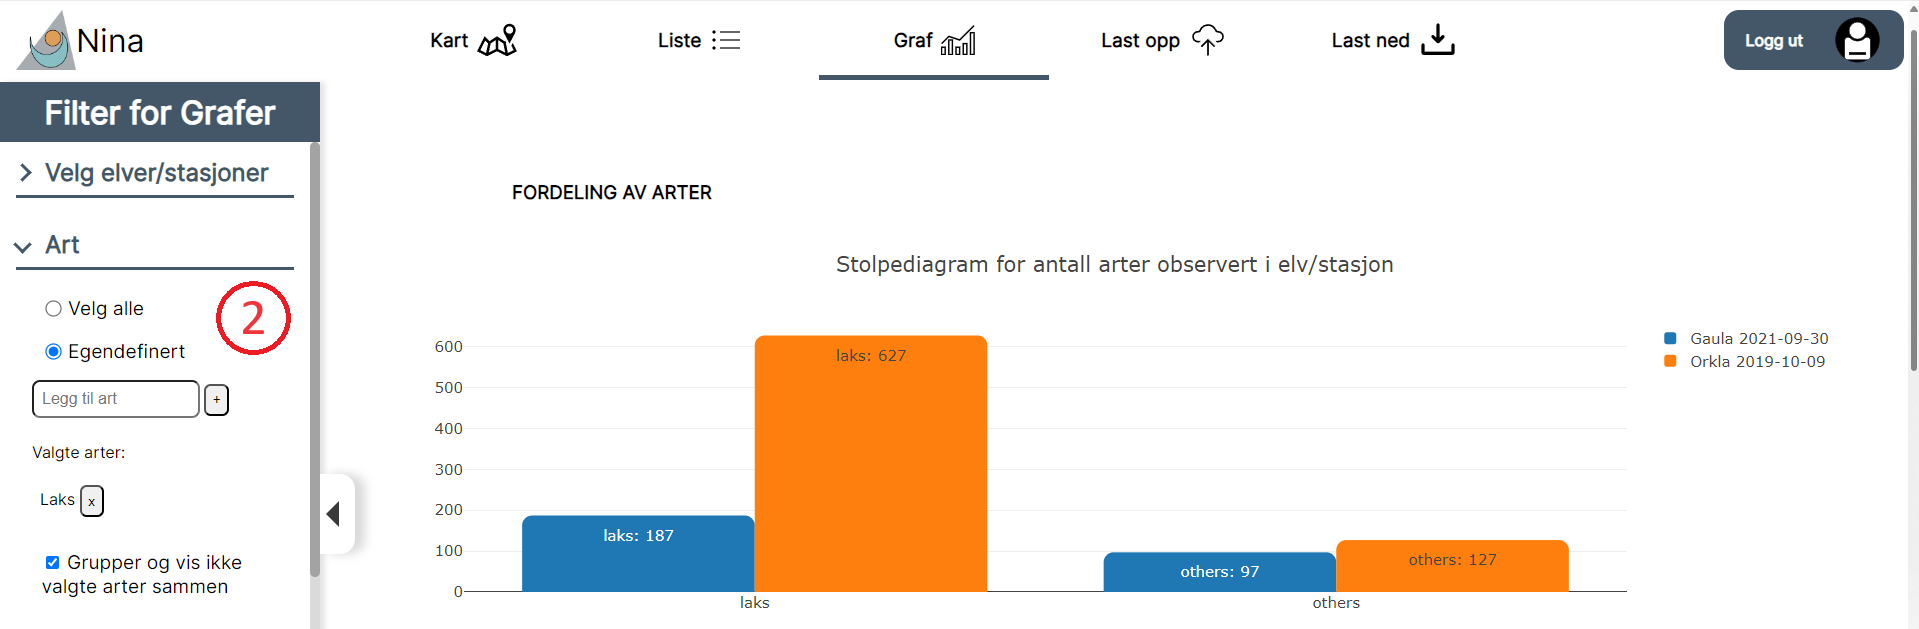 Nina
Kart
Liste
Graf
Last opp
Last ned
Logg ut
Filter for Grafer
Velg elver/stasjoner
Art
Velg alle
2
Egendefinert
Legg til art
+
Valgte arter:
Laks x
Grupper og vis ikke
valgte arter sammen
FORDELING AV ARTER
Stolpediagram for antall arter observert i elv/stasjon
600
500
400
300
200
100
0
laks: 187
laks: 627
others: 97
others: 127
laks
others
Gaula 2021-09-30
Orkla 2019-10-09